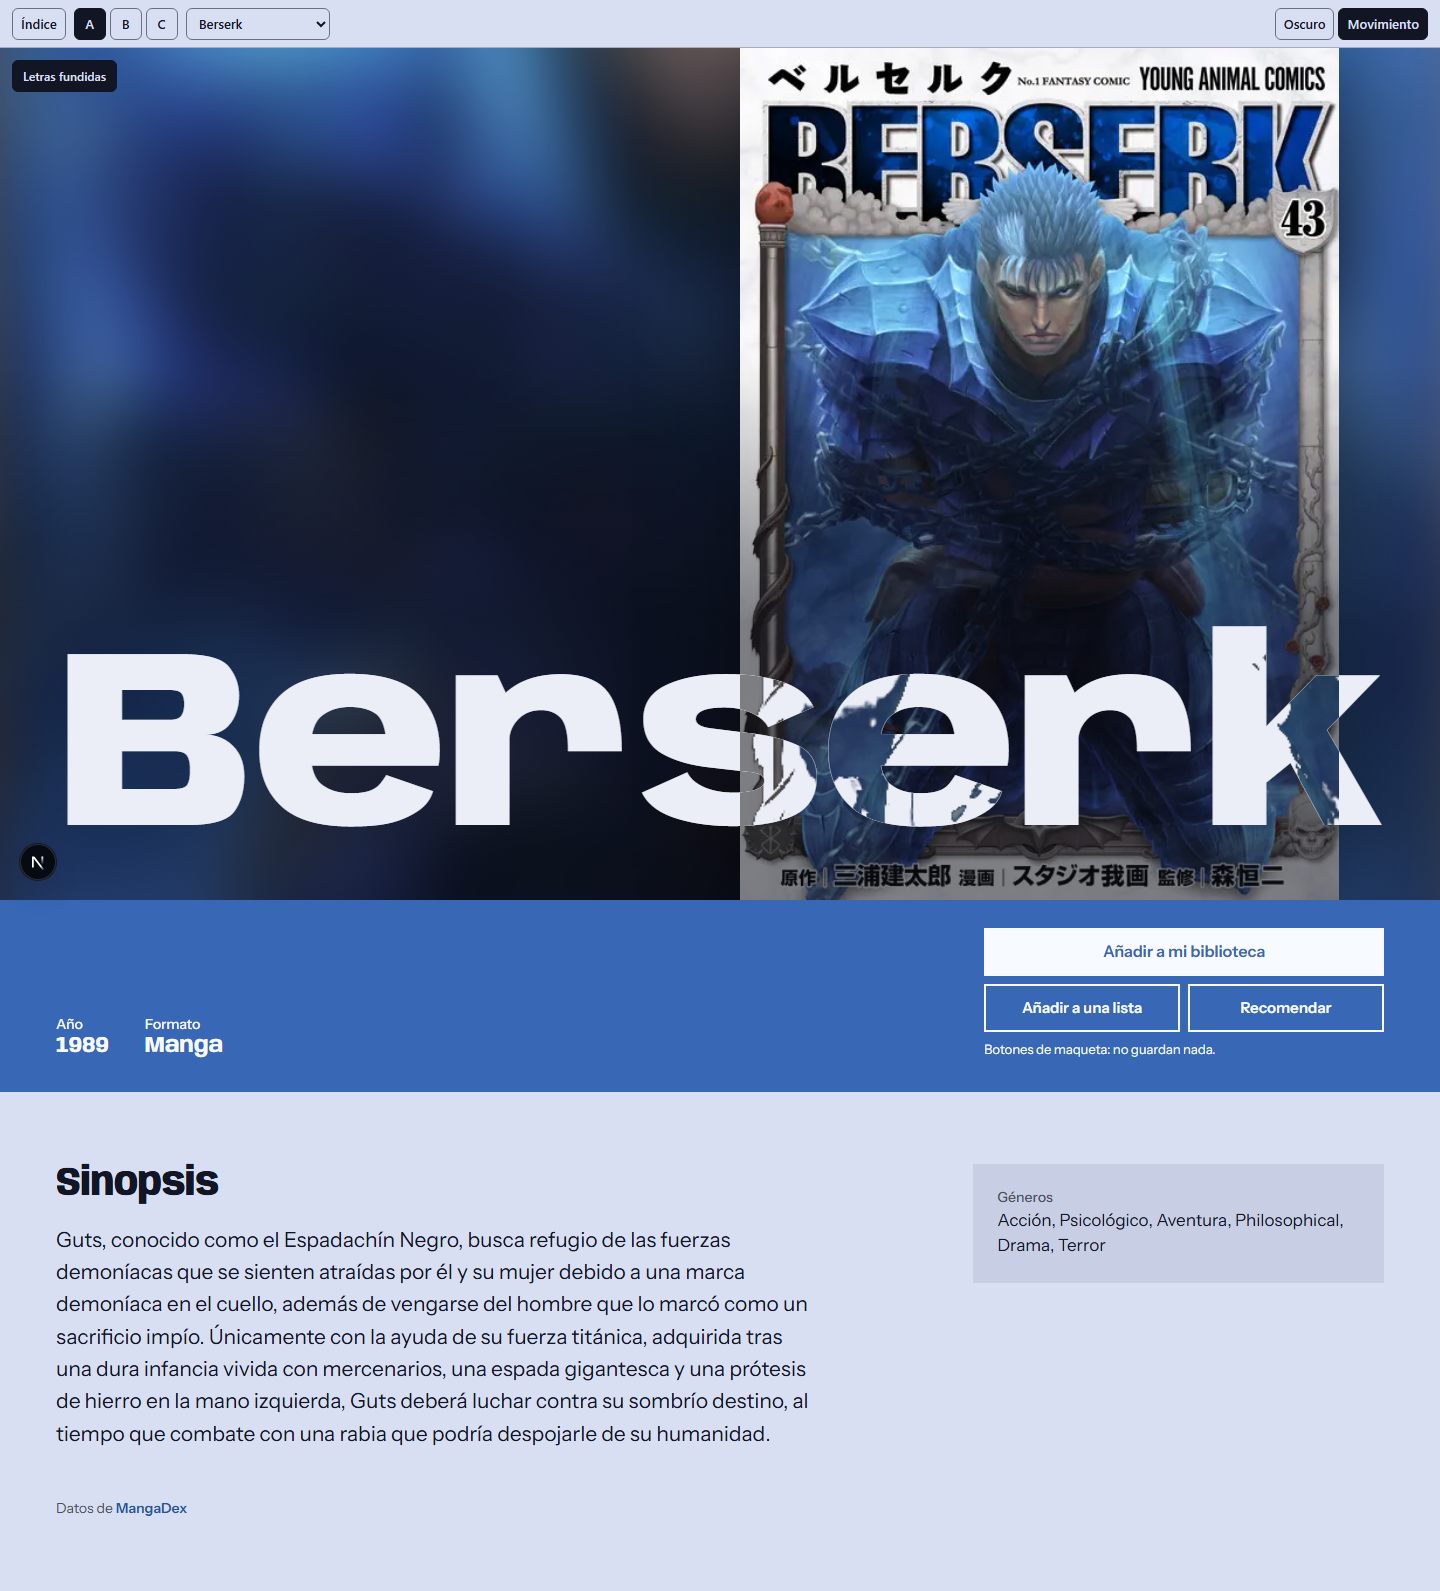 Índice
A
B
C
Berserk
Oscuro
Movimiento
Letras fundidas
ベルセルク No.1 FANTASY COMIC YOUNG ANIMAL COMICS
BERSERK
43
Berserk
原作|三浦建太郎 漫画|スタジオ我画 監修|森恒二
N
Añadir a mi biblioteca
Añadir a una lista
Recomendar
Botones de maqueta: no guardan nada.
Año
1989
Formato
Manga
Sinopsis
Guts, conocido como el Espadachín Negro, busca refugio de las fuerzas
demoníacas que se sienten atraídas por él y su mujer debido a una marca
demoníaca en el cuello, además de vengarse del hombre que lo marcó como un
sacrificio impío. Únicamente con la ayuda de su fuerza titánica, adquirida tras
una dura infancia vivida con mercenarios, una espada gigantesca y una prótesis
de hierro en la mano izquierda, Guts deberá luchar contra su sombrío destino, al
tiempo que combate con una rabia que podría despojarle de su humanidad.
Géneros
Acción, Psicológico, Aventura, Philosophical,
Drama, Terror
Datos de MangaDex